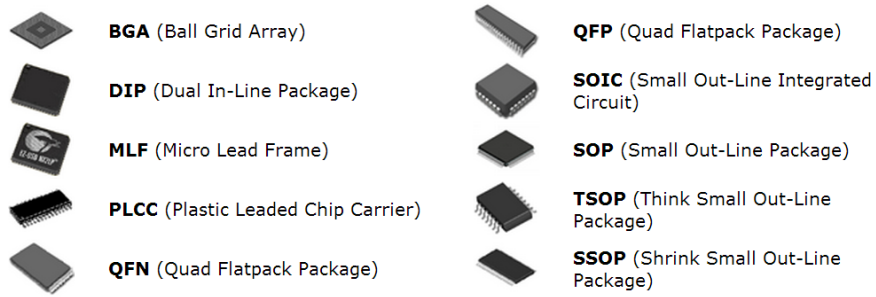 BGA (Ball Grid Array)
DIP (Dual In-Line Package)
MLF (Micro Lead Frame)
PLCC (Plastic Leaded Chip Carrier)
QFN (Quad Flatpack Package)
QFP (Quad Flatpack Package)
SOIC (Small Out-Line Integrated
Circuit)
SOP (Small Out-Line Package)
TSOP (Think Small Out-Line
Package)
SSOP (Shrink Small Out-Line
Package)